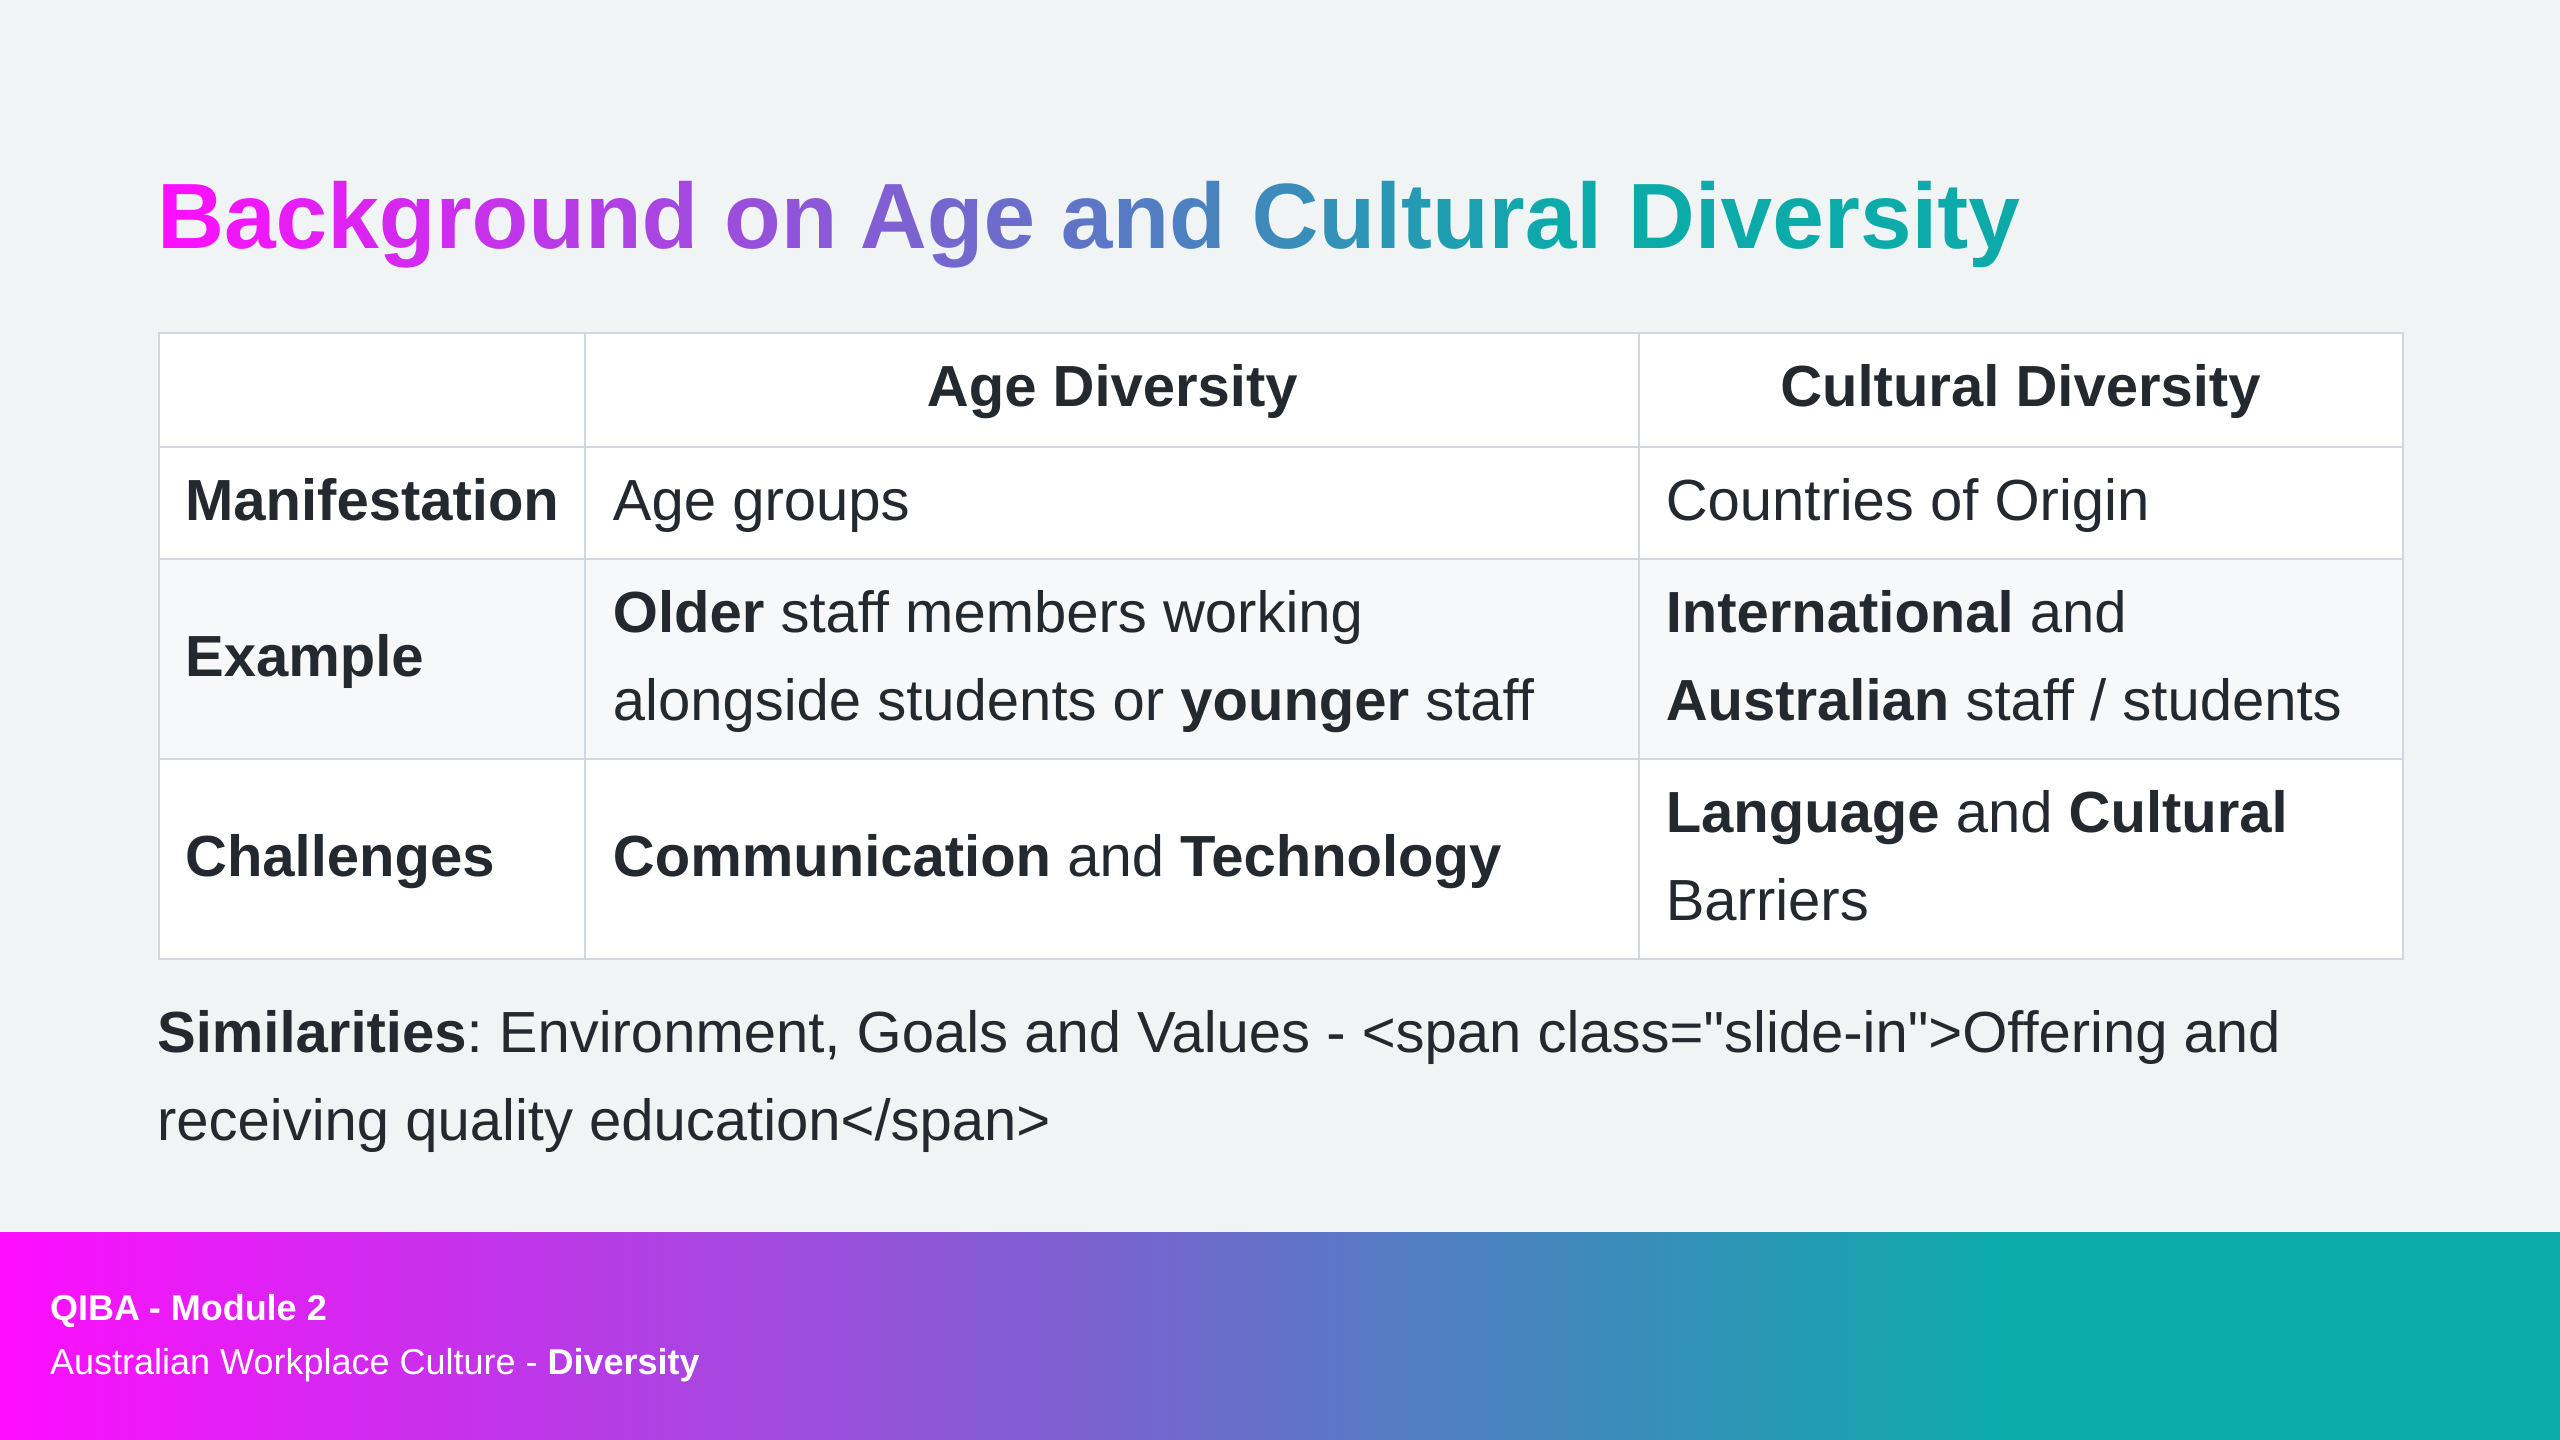 Background on Age and Cultural Diversity
Age Diversity
Cultural Diversity
Manifestation
Age groups
Countries of Origin
Example
Older staff members working
alongside students or younger staff
International and
Australian staff / students
Challenges
Communication and Technology
Language and Cultural
Barriers
Similarities: Environment, Goals and Values - <span class="slide-in">Offering and
receiving quality education</span>
QIBA - Module 2
Australian Workplace Culture - Diversity